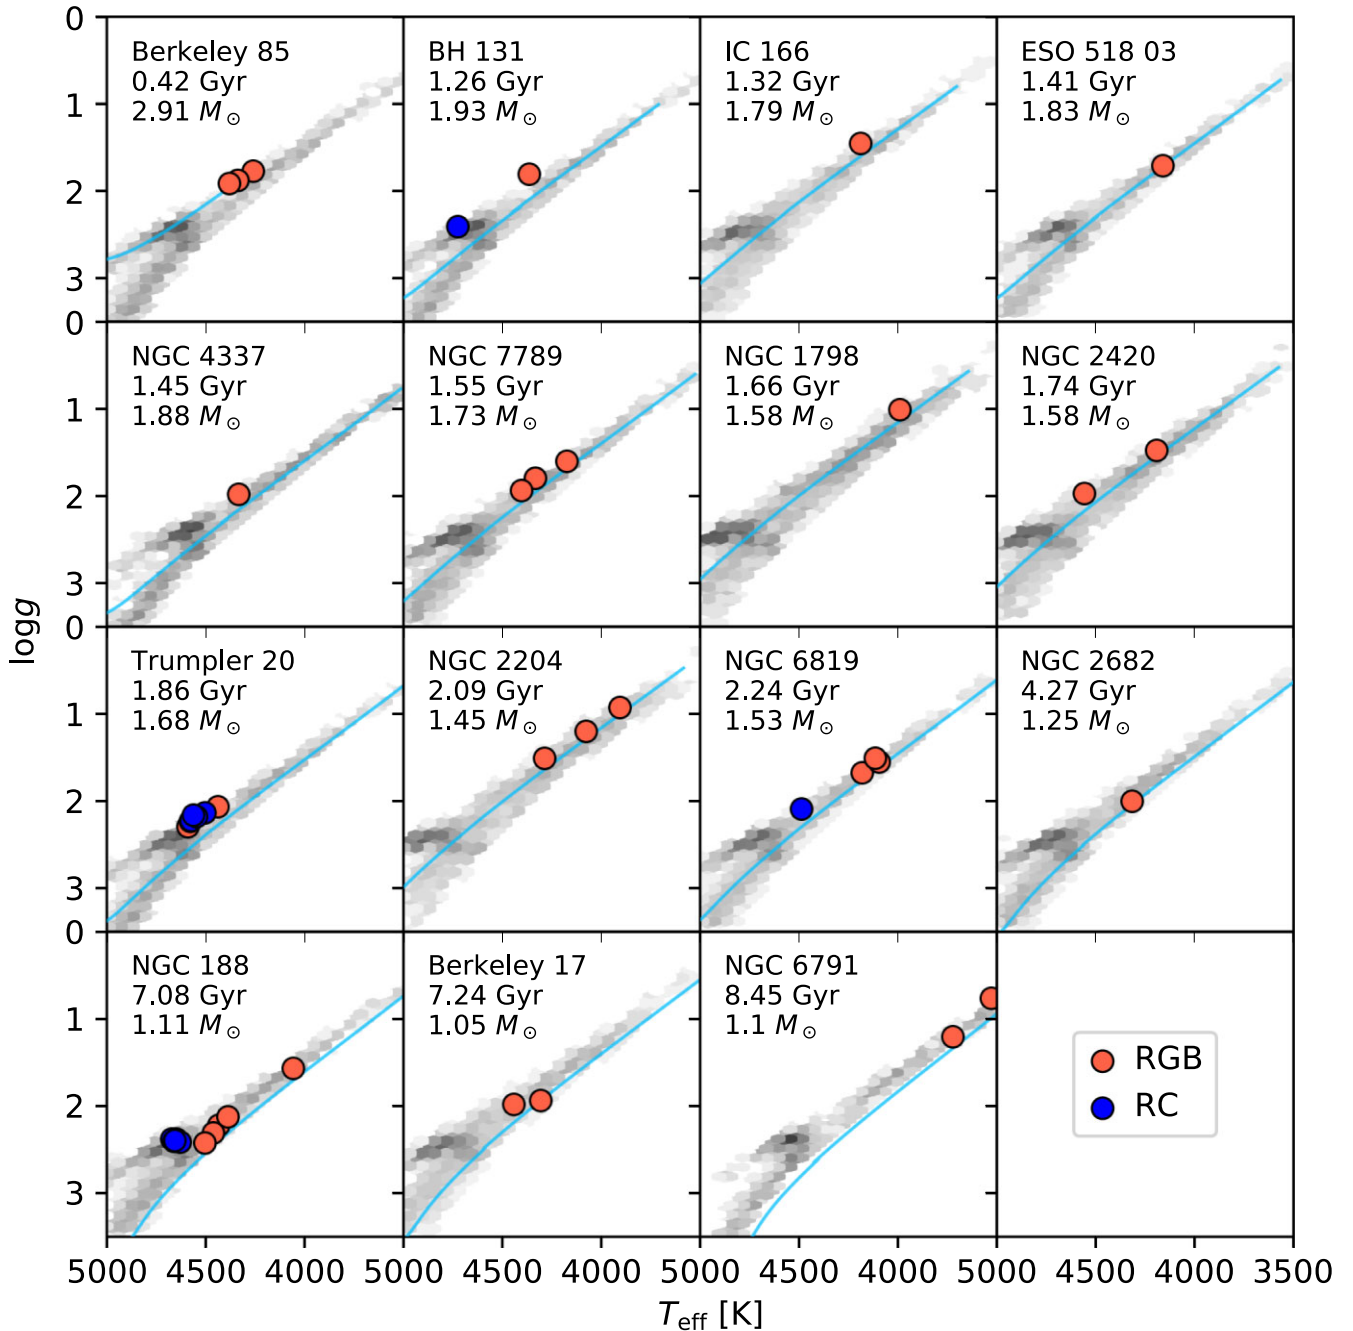 0
Berkeley 85
0.42 Gyr
2.91 M⊙
BH 131
1.26 Gyr
1.93 M⊙
IC 166
1.32 Gyr
1.79 M⊙
ESO 518 03
1.41 Gyr
1.83 M⊙
1
2
3
0
NGC 4337
1.45 Gyr
1.88 M⊙
NGC 7789
1.55 Gyr
1.73 M⊙
NGC 1798
1.66 Gyr
1.58 M⊙
NGC 2420
1.74 Gyr
1.58 M⊙
1
2
3
0
logg
Trumpler 20
1.86 Gyr
1.68 M⊙
NGC 2204
2.09 Gyr
1.45 M⊙
NGC 6819
2.24 Gyr
1.53 M⊙
NGC 2682
4.27 Gyr
1.25 M⊙
1
2
3
0
NGC 188
7.08 Gyr
1.11 M⊙
Berkeley 17
7.24 Gyr
1.05 M⊙
NGC 6791
8.45 Gyr
1.1 M⊙
RGB
RC
1
2
3
5000 4500 4000 5000 4500 4000 5000 4500 4000 5000 4500 4000 3500
Teff [K]